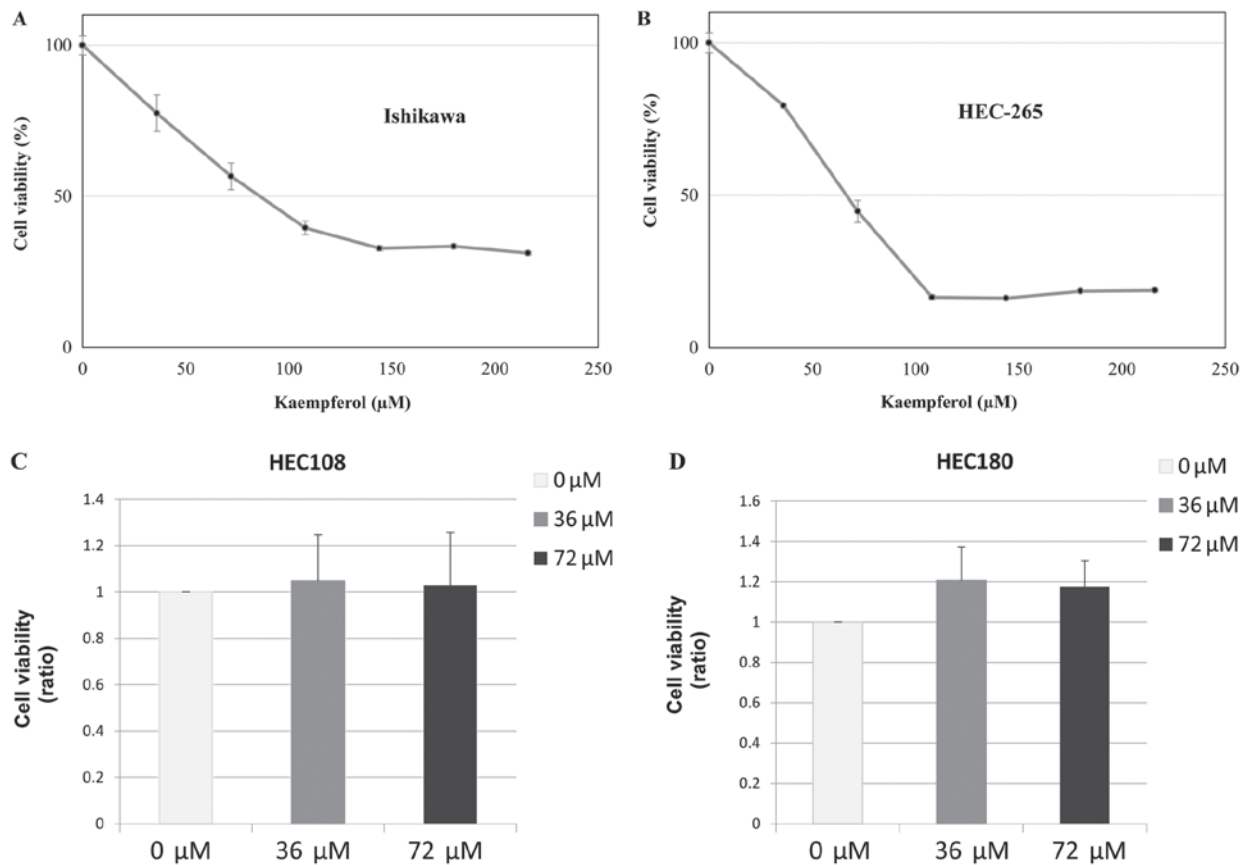 A
100
50
0
Cell viability (%)
Ishikawa
0 50 100 150 200 250
Kaempferol (µM)
B
100
50
0
Cell viability (%)
HEC-265
0 50 100 150 200 250
Kaempferol (µM)
C
HEC108
0 µM
36 µM
72 µM
1.4
1.2
1
0.8
0.6
0.4
0.2
0
Cell viability
(ratio)
0 µM 36 µM 72 µM
D
HEC180
0 µM
36 µM
72 µM
1.6
1.4
1.2
1
0.8
0.6
0.4
0.2
0
Cell viability
(ratio)
0 µM 36 µM 72 µM